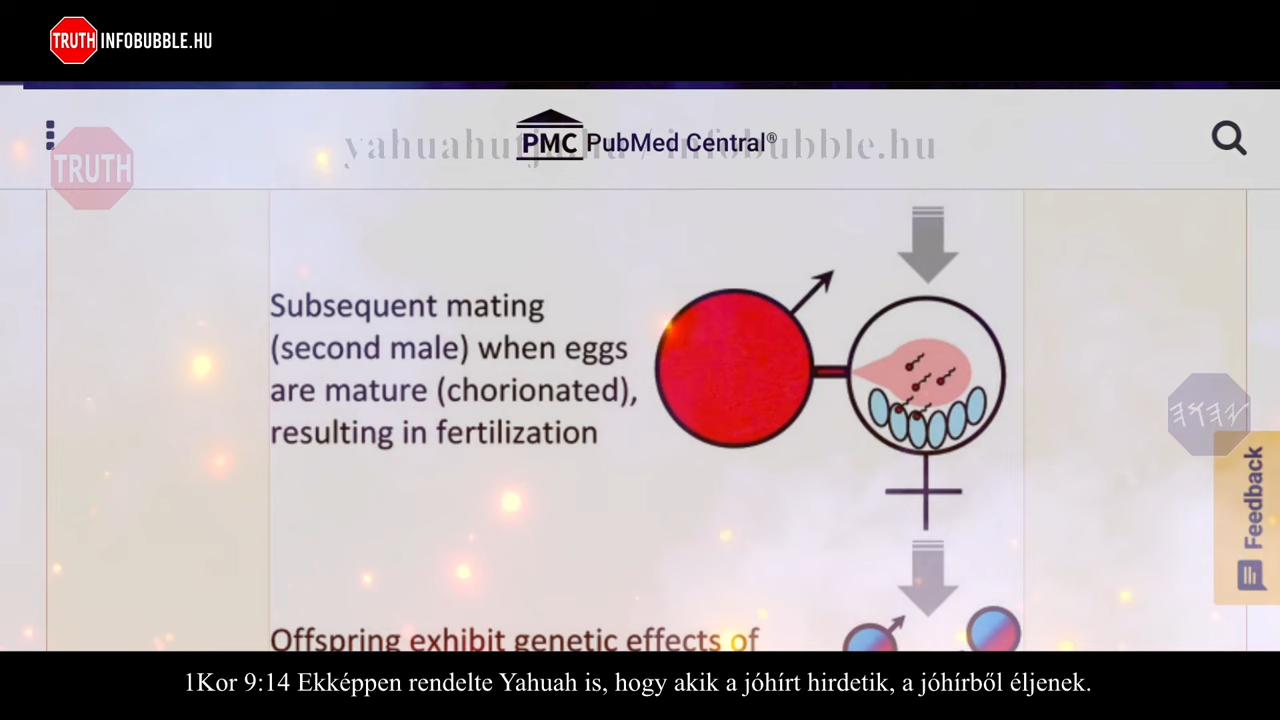 TRUTH INFOBUBBLE.HU
PMC PubMed Central®
TRUTH
Subsequent mating
(second male) when eggs
are mature (chorionated),
resulting in fertilization
𐤉𐤄𐤅𐤄
Feedback
Offspring exhibit genetic effects of
1Kor 9:14 Ekképpen rendelte Yahuah is, hogy akik a jóhírt hirdetik, a jóhírből éljenek.